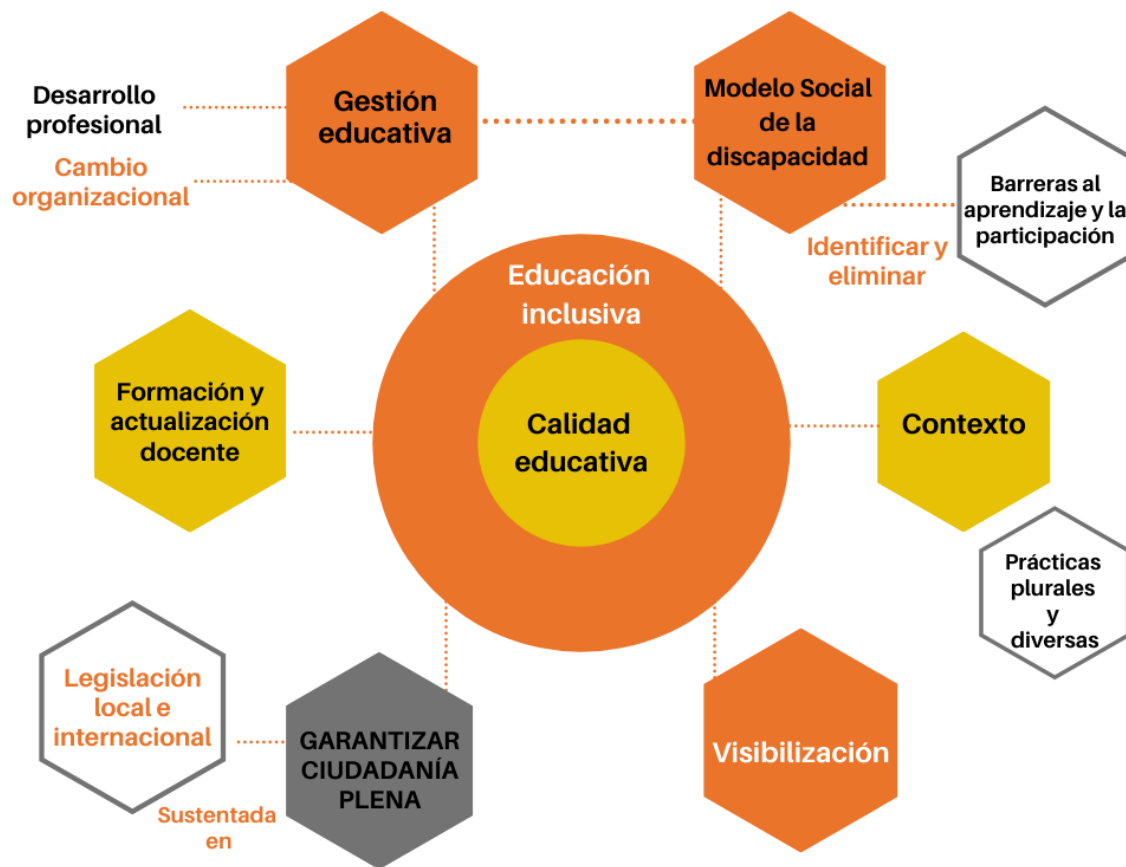 Desarrollo
profesional
Cambio
organizacional
Gestión
educativa
Modelo Social
de la
discapacidad
Barreras al
aprendizaje y la
participación
Identificar y
eliminar
Educación
inclusiva
Calidad
educativa
Formación y
actualización
docente
Contexto
Prácticas
plurales
y
diversas
Legislación
local e
internacional
Sustentada
en
GARANTIZAR
CIUDADANÍA
PLENA
Visibilización